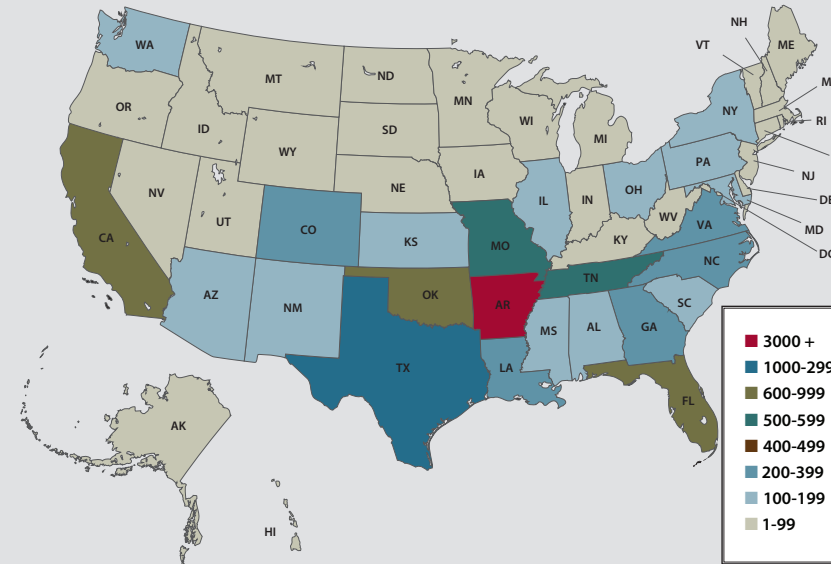 NH
ME
WA
VT
MT
ND
MN
OR
NY
WI
RI
ID
SD
MI
WY
PA
IA
NJ
NE
OH
NV
IN
IL
DE
UT
WV
MD
CO
VA
KS
MO
KY
CA
DC
NC
TN
AZ
OK
NM
AR
SC
MS
AL
GA
TX
LA
FL
AK
HI
3000 +
1000-299
600-999
500-599
400-499
200-399
100-199
1-99